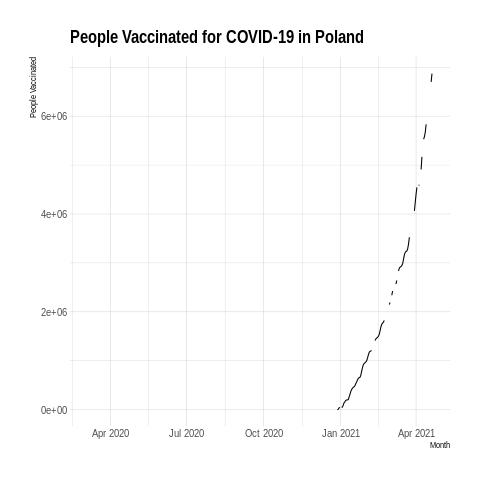 People Vaccinated for COVID-19 in Poland
People Vaccinated
6e+06
4e+06
2e+06
0e+00
Apr 2020 Jul 2020 Oct 2020 Jan 2021 Apr 2021
Month